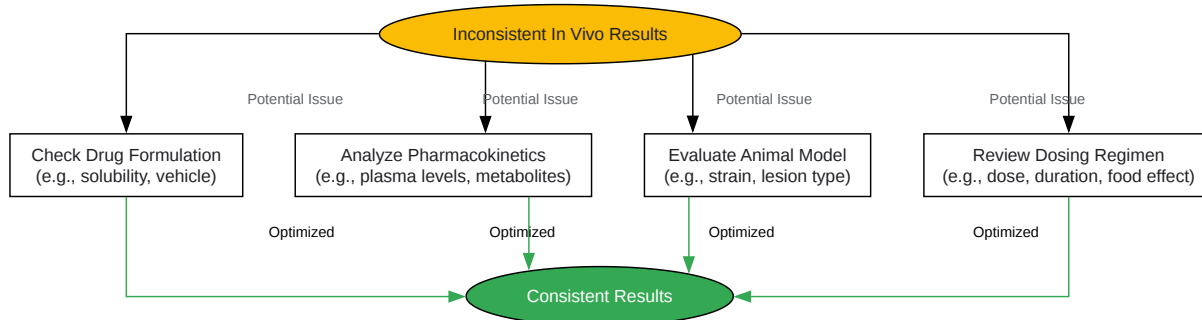 Inconsistent In Vivo Results
Potential Issue
Potential Issue
Potential Issue
Potential Issue
Check Drug Formulation
(e.g., solubility, vehicle)
Analyze Pharmacokinetics
(e.g., plasma levels, metabolites)
Evaluate Animal Model
(e.g., strain, lesion type)
Review Dosing Regimen
(e.g., dose, duration, food effect)
Optimized
Optimized
Optimized
Optimized
Consistent Results